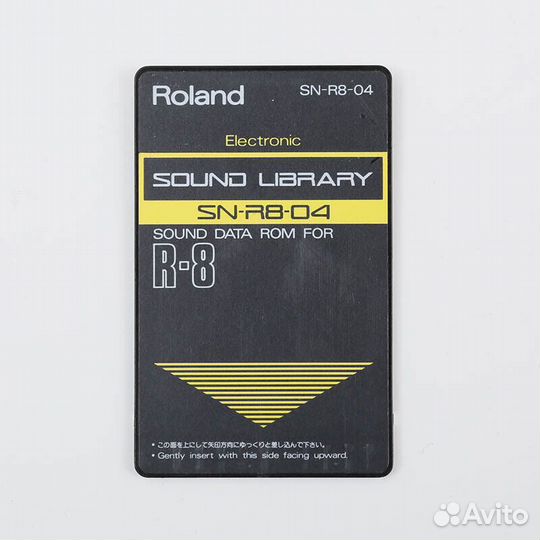 Roland SN-R8-04
Electronic
SOUND LIBRARY
SN-R8-04
SOUND DATA ROM FOR
R-8
• この面を上にして矢印方向にゆっくりと差し込んで下さい。
• Gently insert with this side facing upward.
Avito